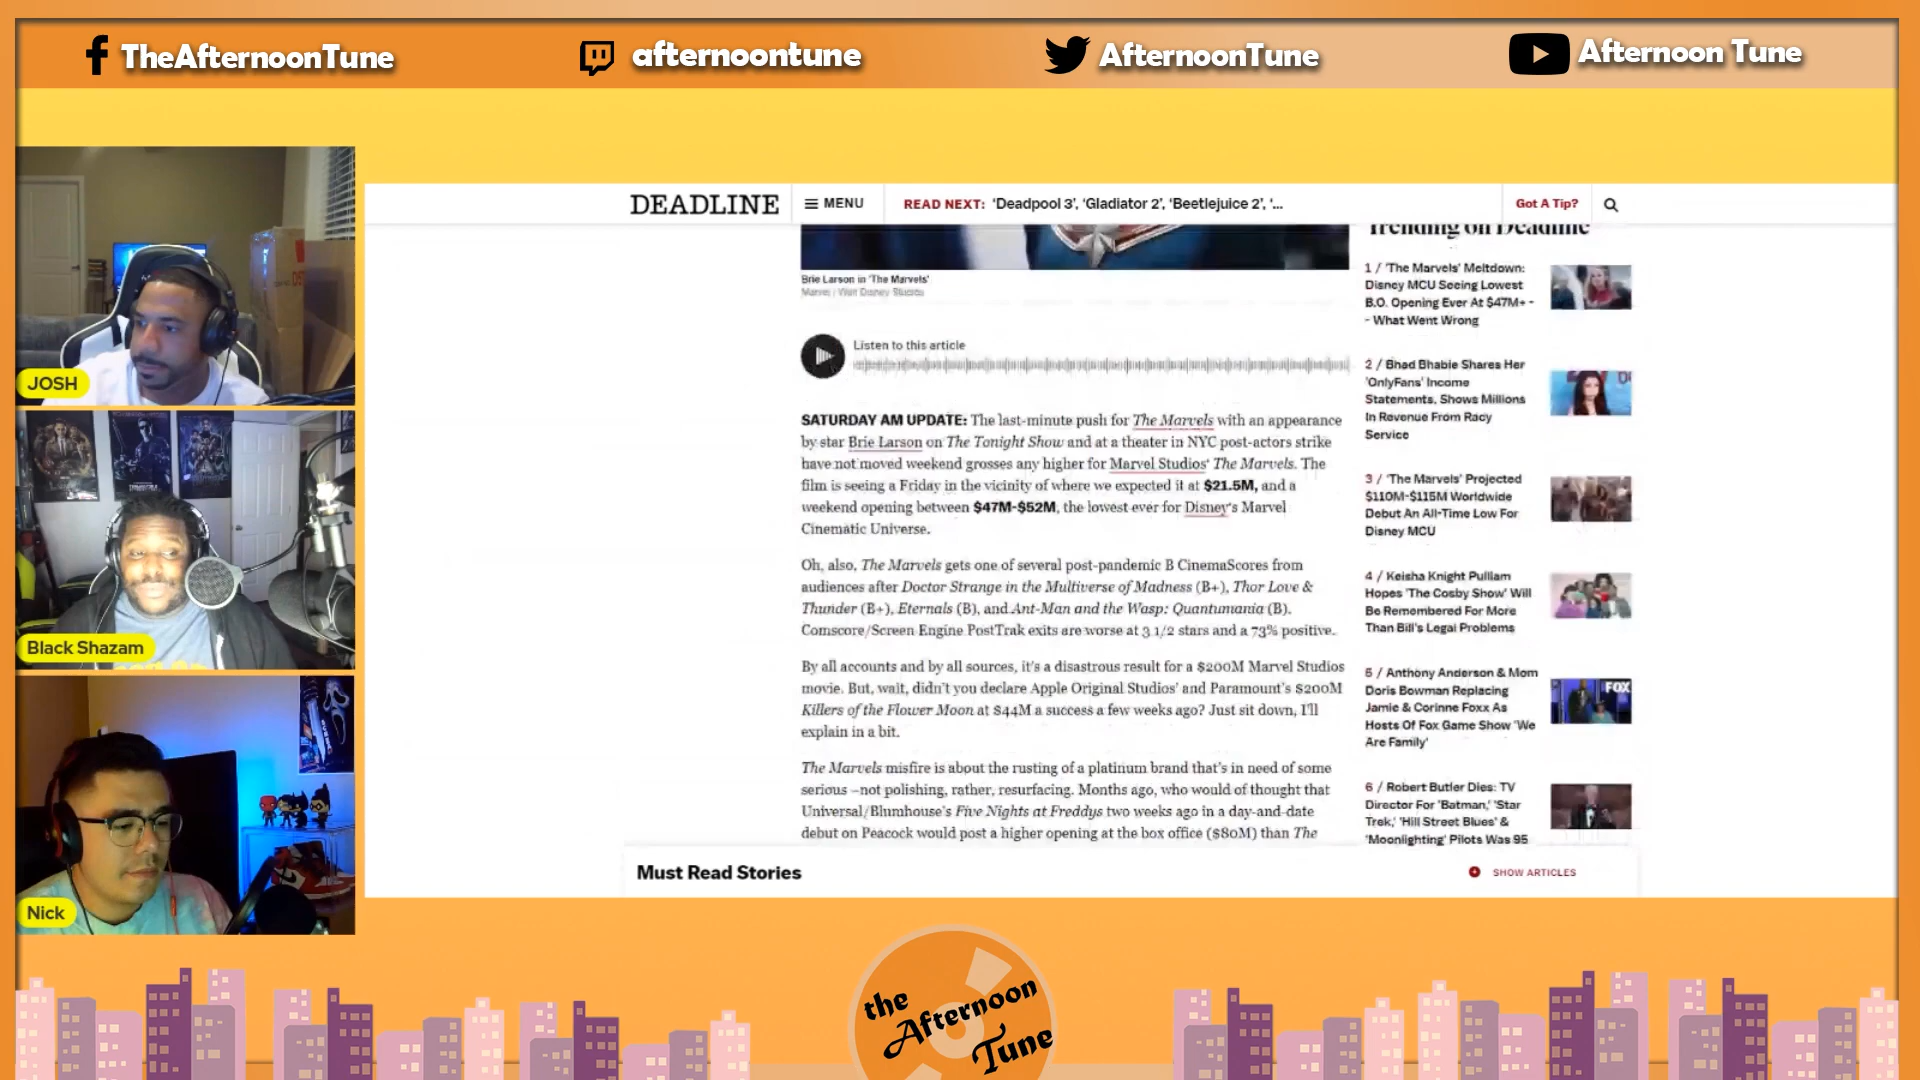 TheAfternoonTune
afternoontune
AfternoonTune
Afternoon Tune
JOSH
Black Shazam
Nick
DEADLINE
MENU
READ NEXT: ‘Deadpool 3’, ‘Gladiator 2’, ‘Beetlejuice 2’, ‘...
Got A Tip?
Brie Larson in 'The Marvels'
Marvel / Walt Disney Studios
Listen to this article
SATURDAY AM UPDATE: The last-minute push for The Marvels with an appearance
by star Brie Larson on The Tonight Show and at a theater in NYC post-actors strike
have not moved weekend grosses any higher for Marvel Studios‘ The Marvels. The
film is seeing a Friday in the vicinity of where we expected it at $21.5M, and a
weekend opening between $47M-$52M, the lowest ever for Disney’s Marvel
Cinematic Universe.
Oh, also, The Marvels gets one of several post-pandemic B CinemaScores from
audiences after Doctor Strange in the Multiverse of Madness (B+), Thor Love &
Thunder (B+), Eternals (B), and Ant-Man and the Wasp: Quantumania (B).
Comscore/Screen Engine PostTrak exits are worse at 3 1/2 stars and a 73% positive.
By all accounts and by all sources, it’s a disastrous result for a $200M Marvel Studios
movie. But, wait, didn’t you declare Apple Original Studios’ and Paramount’s $200M
Killers of the Flower Moon at $44M a success a few weeks ago? Just sit down, I’ll
explain in a bit.
The Marvels misfire is about the rusting of a platinum brand that’s in need of some
serious –not polishing, rather, resurfacing. Months ago, who would of thought that
Universal/Blumhouse’s Five Nights at Freddys two weeks ago in a day-and-date
debut on Peacock would post a higher opening at the box office ($80M) than The
Trending on Deadline
1 / 'The Marvels' Meltdown:
Disney MCU Seeing Lowest
B.O. Opening Ever At $47M+ -
- What Went Wrong
2 / Bhad Bhabie Shares Her
'OnlyFans' Income
Statements, Shows Millions
In Revenue From Racy
Service
3 / 'The Marvels' Projected
$110M-$115M Worldwide
Debut An All-Time Low For
Disney MCU
4 / Keisha Knight Pulliam
Hopes 'The Cosby Show' Will
Be Remembered For More
Than Bill's Legal Problems
5 / Anthony Anderson & Mom
Doris Bowman Replacing
Jamie & Corinne Foxx As
Hosts Of Fox Game Show 'We
Are Family'
FOX
6 / Robert Butler Dies: TV
Director For 'Batman,' 'Star
Trek,' 'Hill Street Blues' &
'Moonlighting' Pilots Was 95
Must Read Stories
SHOW ARTICLES
the
Afternoon
Tune